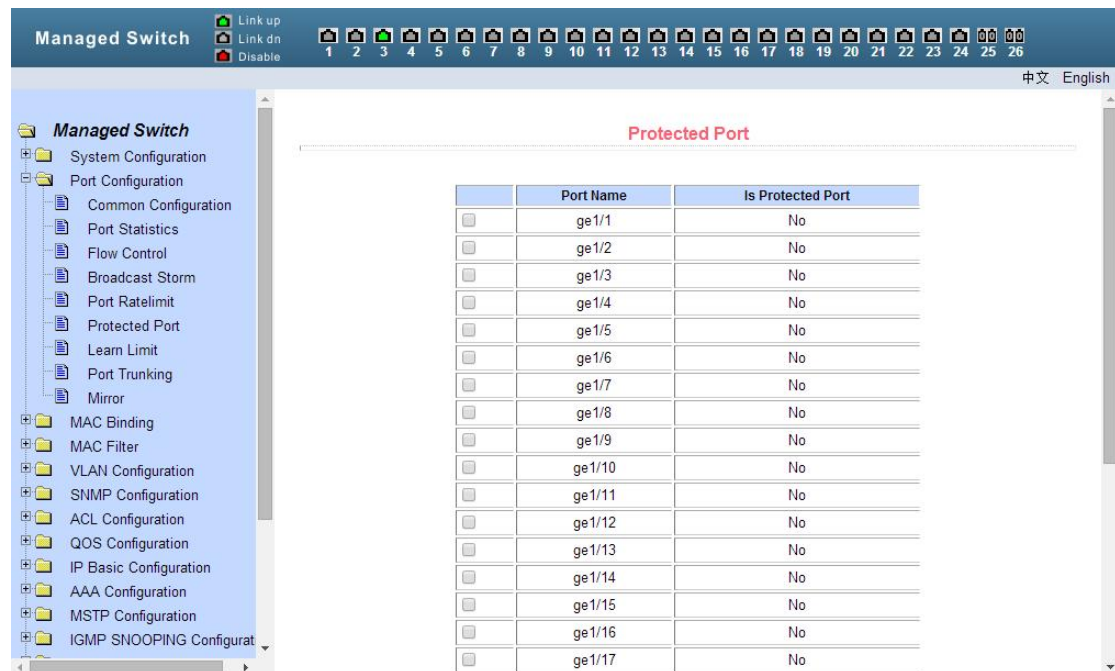 Managed Switch
Link up
Link dn
Disable
1 2 3 4 5 6 7 8 9 10 11 12 13 14 15 16 17 18 19 20 21 22 23 24 25 26
中文 English
Managed Switch
System Configuration
Port Configuration
Common Configuration
Port Statistics
Flow Control
Broadcast Storm
Port Ratelimit
Protected Port
Learn Limit
Port Trunking
Mirror
MAC Binding
MAC Filter
VLAN Configuration
SNMP Configuration
ACL Configuration
QOS Configuration
IP Basic Configuration
AAA Configuration
MSTP Configuration
IGMP SNOOPING Configurat
Protected Port
Port Name Is Protected Port
ge1/1 No
ge1/2 No
ge1/3 No
ge1/4 No
ge1/5 No
ge1/6 No
ge1/7 No
ge1/8 No
ge1/9 No
ge1/10 No
ge1/11 No
ge1/12 No
ge1/13 No
ge1/14 No
ge1/15 No
ge1/16 No
ge1/17 No